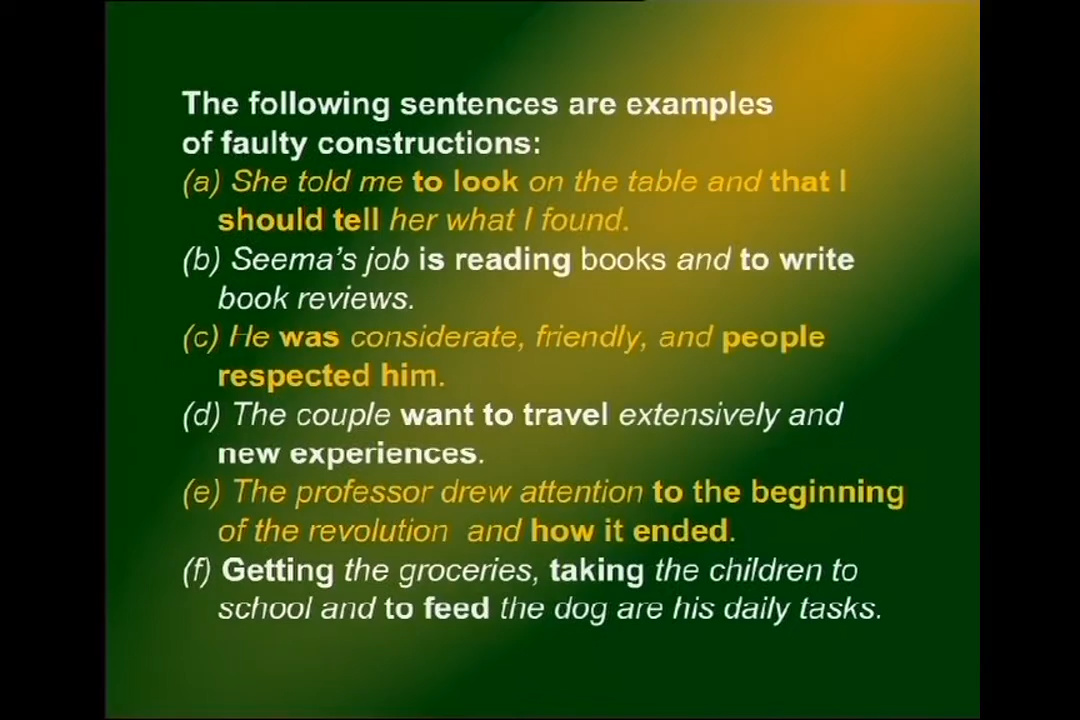 The following sentences are examples
of faulty constructions:
(a) She told me to look on the table and that I
should tell her what I found.
(b) Seema's job is reading books and to write
book reviews.
(c) He was considerate, friendly, and people
respected him.
(d) The couple want to travel extensively and
new experiences.
(e) The professor drew attention to the beginning
of the revolution and how it ended.
(f) Getting the groceries, taking the children to
school and to feed the dog are his daily tasks.